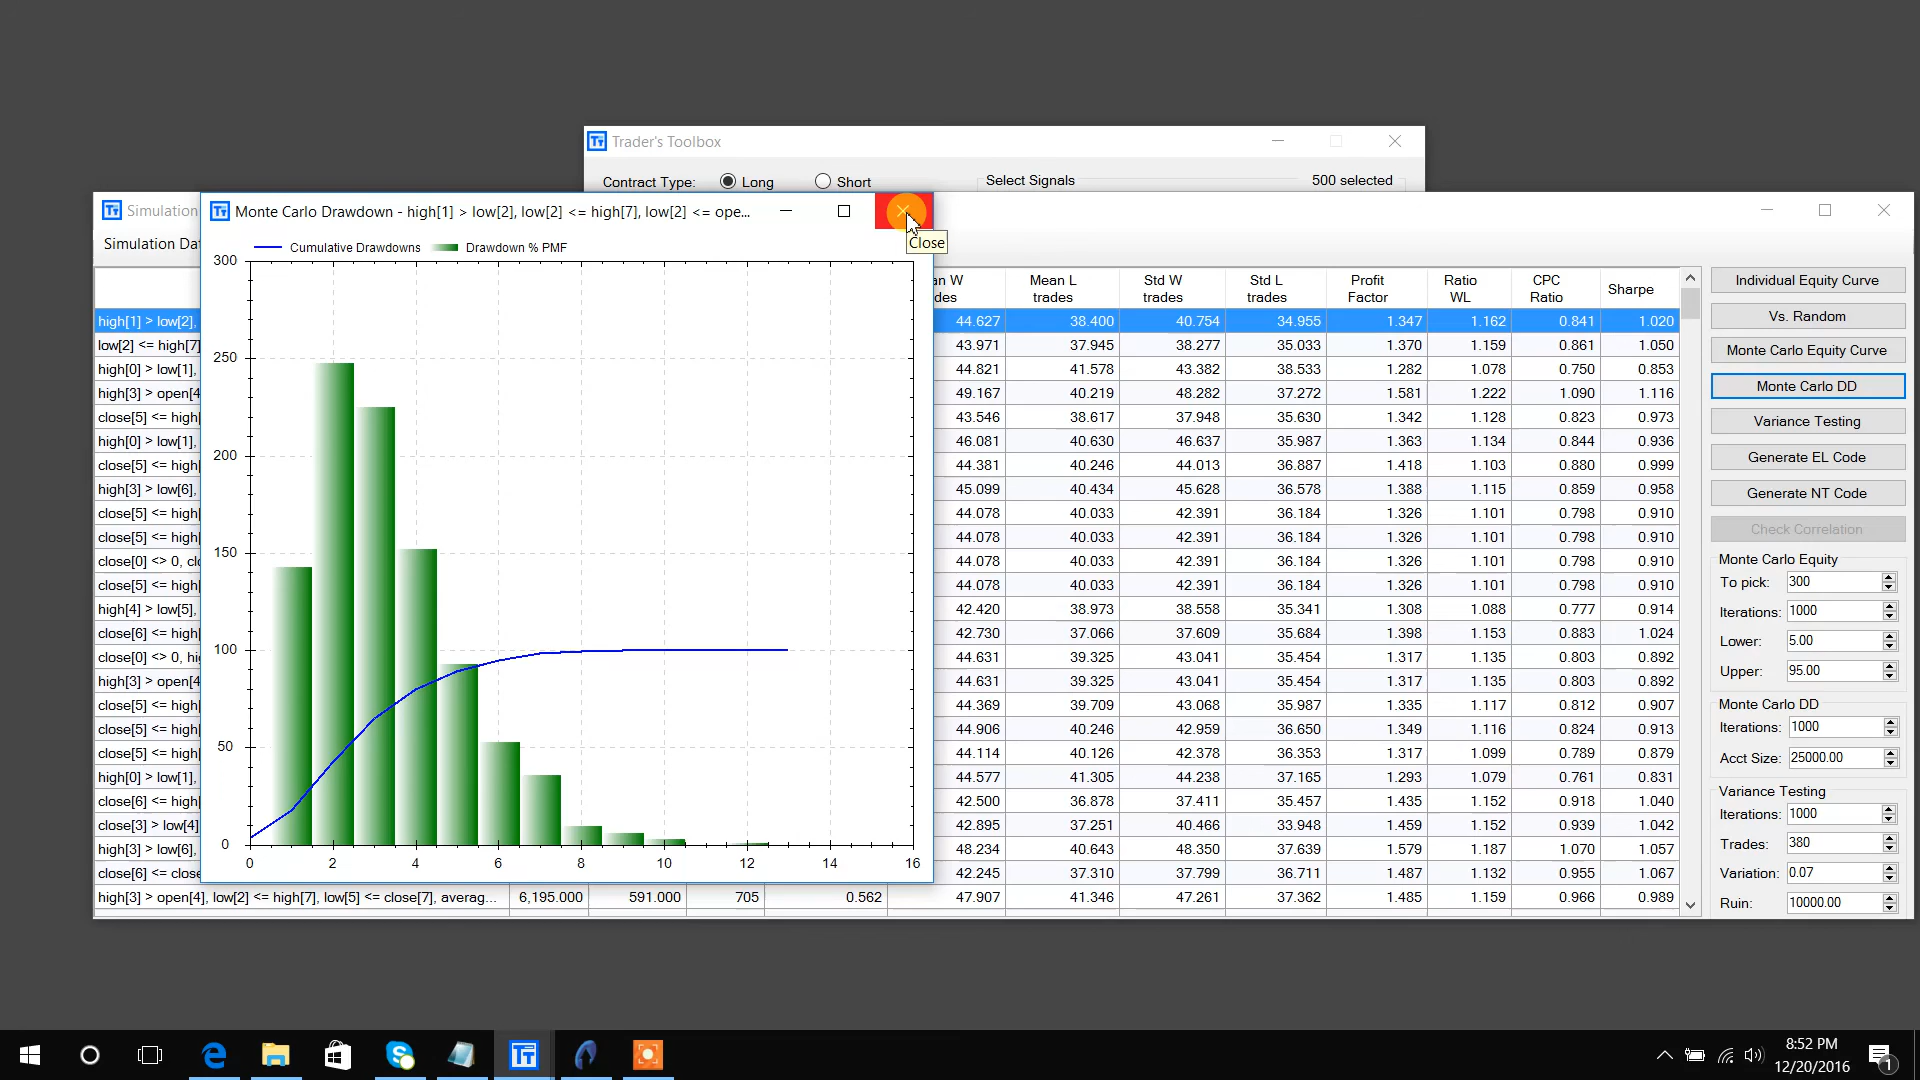 Trader's Toolbox
Contract Type: Long Short Select Signals 500 selected
Simulation
Simulation Dat
Monte Carlo Drawdown - high[1] > low[2], low[2] <= high[7], low[2] <= ope...
Close
Cumulative Drawdowns Drawdown % PMF
300
250
200
150
100
50
0
0 2 4 6 8 10 12 14 16
an W des Mean L trades Std W trades Std L trades Profit Factor Ratio WL CPC Ratio Sharpe
high[1] > low[2], 44.627 38.400 40.754 34.955 1.347 1.162 0.841 1.020
low[2] <= high[7] 43.971 37.945 38.277 35.033 1.370 1.159 0.861 1.050
high[0] > low[1], 44.821 41.578 43.382 38.533 1.282 1.078 0.750 0.853
high[3] > open[4 49.167 40.219 48.282 37.272 1.581 1.222 1.090 1.116
close[5] <= high[ 43.546 38.617 37.948 35.630 1.342 1.128 0.823 0.973
high[0] > low[1], 46.081 40.630 46.637 35.987 1.363 1.134 0.844 0.936
close[5] <= high[ 44.381 40.246 44.013 36.887 1.418 1.103 0.880 0.999
high[3] > low[6], 45.099 40.434 45.628 36.578 1.388 1.115 0.859 0.958
close[5] <= high[ 44.078 40.033 42.391 36.184 1.326 1.101 0.798 0.910
close[5] <= high[ 44.078 40.033 42.391 36.184 1.326 1.101 0.798 0.910
close[0] <> 0, clo 44.078 40.033 42.391 36.184 1.326 1.101 0.798 0.910
close[5] <= high[ 44.078 40.033 42.391 36.184 1.326 1.101 0.798 0.910
high[4] > low[5], 42.420 38.973 38.558 35.341 1.308 1.088 0.777 0.914
close[6] <= high[ 42.730 37.066 37.609 35.684 1.398 1.153 0.883 1.024
close[0] <> 0, hig 44.631 39.325 43.041 35.454 1.317 1.135 0.803 0.892
high[3] > open[4 44.631 39.325 43.041 35.454 1.317 1.135 0.803 0.892
close[5] <= high[ 44.369 39.709 43.068 35.987 1.335 1.117 0.812 0.907
close[5] <= high[ 44.906 40.246 42.959 36.650 1.349 1.116 0.824 0.913
close[5] <= high[ 44.114 40.126 42.378 36.353 1.317 1.099 0.789 0.879
high[0] > low[1], 44.577 41.305 44.238 37.165 1.293 1.079 0.761 0.831
close[6] <= high[ 42.500 36.878 37.411 35.457 1.435 1.152 0.918 1.040
close[3] > low[4] 42.895 37.251 40.466 33.948 1.459 1.152 0.939 1.042
high[3] > low[6], 48.234 40.643 48.350 37.639 1.579 1.187 1.070 1.057
close[6] <= close 42.245 37.310 37.799 36.711 1.487 1.132 0.955 1.067
high[3] > open[4], low[2] <= high[7], low[5] <= close[7], averag... 6,195.000 591.000 705 0.562 47.907 41.346 47.261 37.362 1.485 1.159 0.966 0.989
Individual Equity Curve
Vs. Random
Monte Carlo Equity Curve
Monte Carlo DD
Variance Testing
Generate EL Code
Generate NT Code
Check Correlation
Monte Carlo Equity
To pick: 300
Iterations: 1000
Lower: 5.00
Upper: 95.00
Monte Carlo DD
Iterations: 1000
Acct Size: 25000.00
Variance Testing
Iterations: 1000
Trades: 380
Variation: 0.07
Ruin: 10000.00
8:52 PM
12/20/2016
1